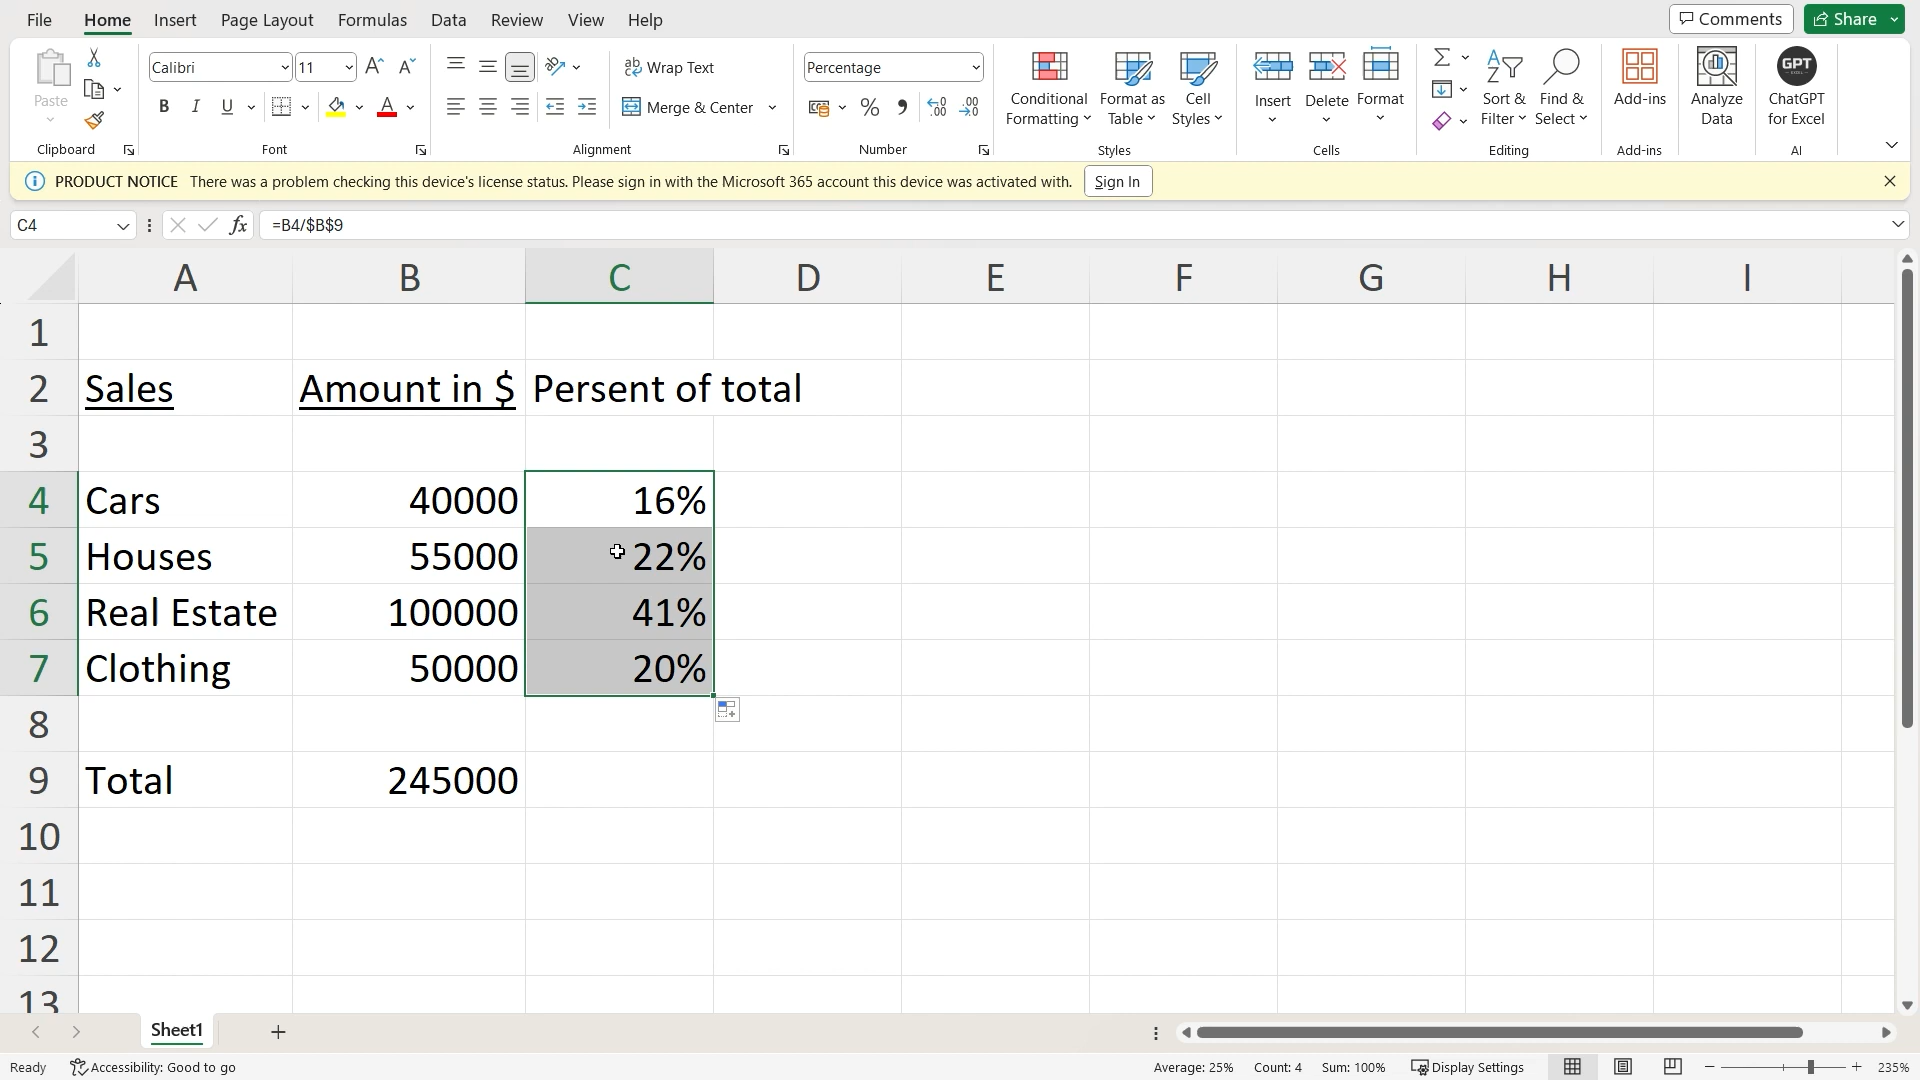 File Home Insert Page Layout Formulas Data Review View Help Comments Share
Calibri 11 Wrap Text Percentage
Paste B I U A Merge & Center % Conditional Formatting Format as Table Cell Styles Insert Delete Format Sort & Filter Find & Select Add-ins Analyze Data GPT EXCEL ChatGPT for Excel
Clipboard Font Alignment Number Styles Cells Editing Add-ins AI
PRODUCT NOTICE There was a problem checking this device's license status. Please sign in with the Microsoft 365 account this device was activated with. Sign In
C4 fx =B4/$B$9
A B C D E F G H I
1
2 Sales Amount in $ Persent of total
3
4 Cars 40000 16%
5 Houses 55000 22%
6 Real Estate 100000 41%
7 Clothing 50000 20%
8
9 Total 245000
10
11
12
13
Sheet1
Ready Accessibility: Good to go Average: 25% Count: 4 Sum: 100% Display Settings 235%